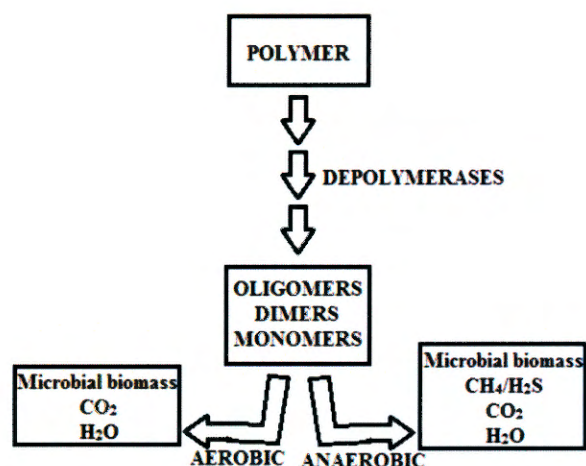 POLYMER
DEPOLYMERASES
OLIGOMERS
DIMERS
MONOMERS
Microbial biomass
CO₂
H₂O
Microbial biomass
CH₄/H₂S
CO₂
H₂O
AEROBIC
ANAEROBIC